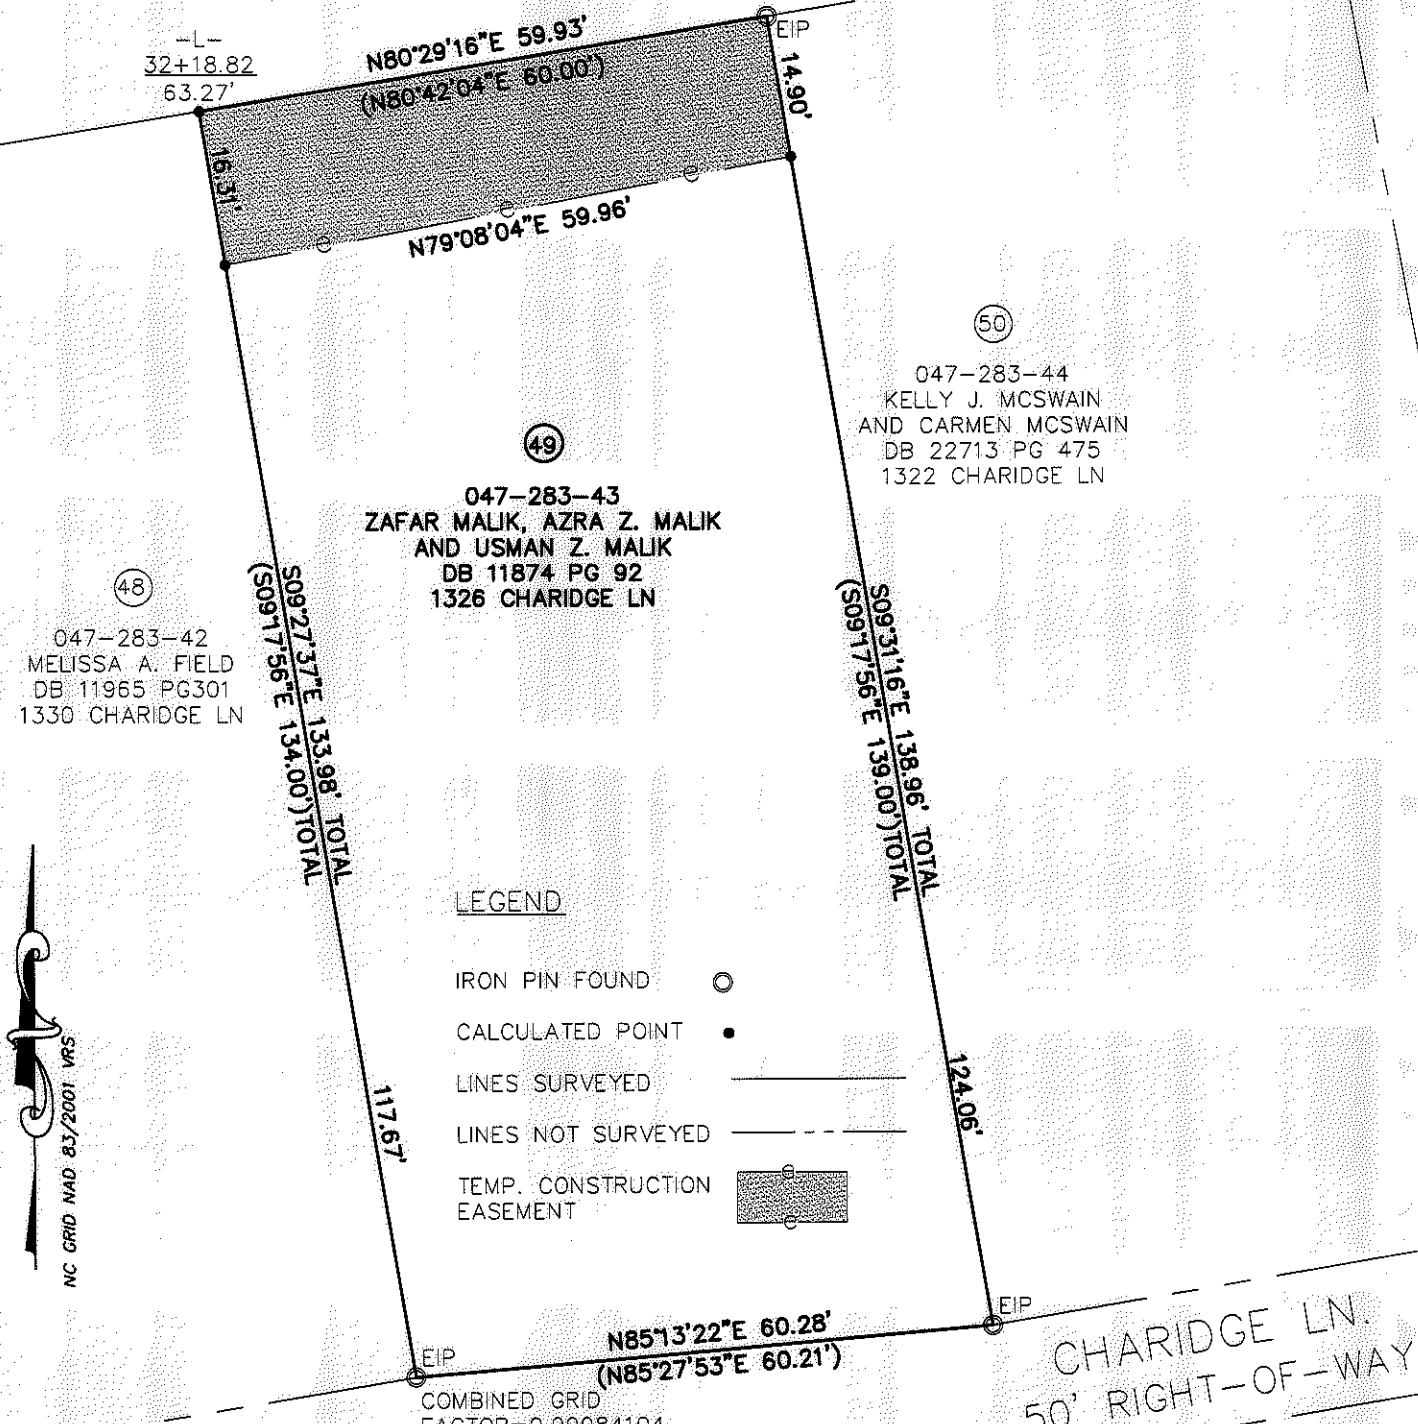 -L-
32+18.82
63.27'
N80°29'16"E 59.93'
(N80°42'04"E 60.00')
EIP
14.90'
16.31'
N79°08'04"E 59.96'
50
047-283-44
KELLY J. MCSWAIN
AND CARMEN MCSWAIN
DB 22713 PG 475
1322 CHARIDGE LN
49
047-283-43
ZAFAR MALIK, AZRA Z. MALIK
AND USMAN Z. MALIK
DB 11874 PG 92
1326 CHARIDGE LN
48
047-283-42
MELISSA A. FIELD
DB 11965 PG301
1330 CHARIDGE LN
S09°27'37"E 133.98' TOTAL
(S09°17'56"E 134.00')TOTAL
S09°31'16"E 138.96' TOTAL
(S09°17'56"E 139.00')TOTAL
LEGEND
IRON PIN FOUND
CALCULATED POINT
LINES SURVEYED
LINES NOT SURVEYED
TEMP. CONSTRUCTION
EASEMENT
e
e
e
e
e
NC GRID NAD 83/2001 VRS
117.67'
124.06'
EIP
N85°13'22"E 60.28'
(N85°27'53"E 60.21')
EIP
COMBINED GRID
CHARIDGE LN.
50' RIGHT-OF-WAY